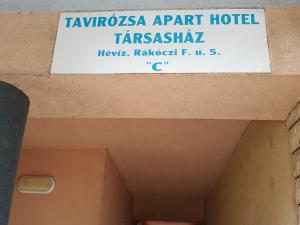 TAVIRÓZSA APART HOTEL
TÁRSASHÁZ
Hévíz, Rákóczi F. u. 5.
"C"